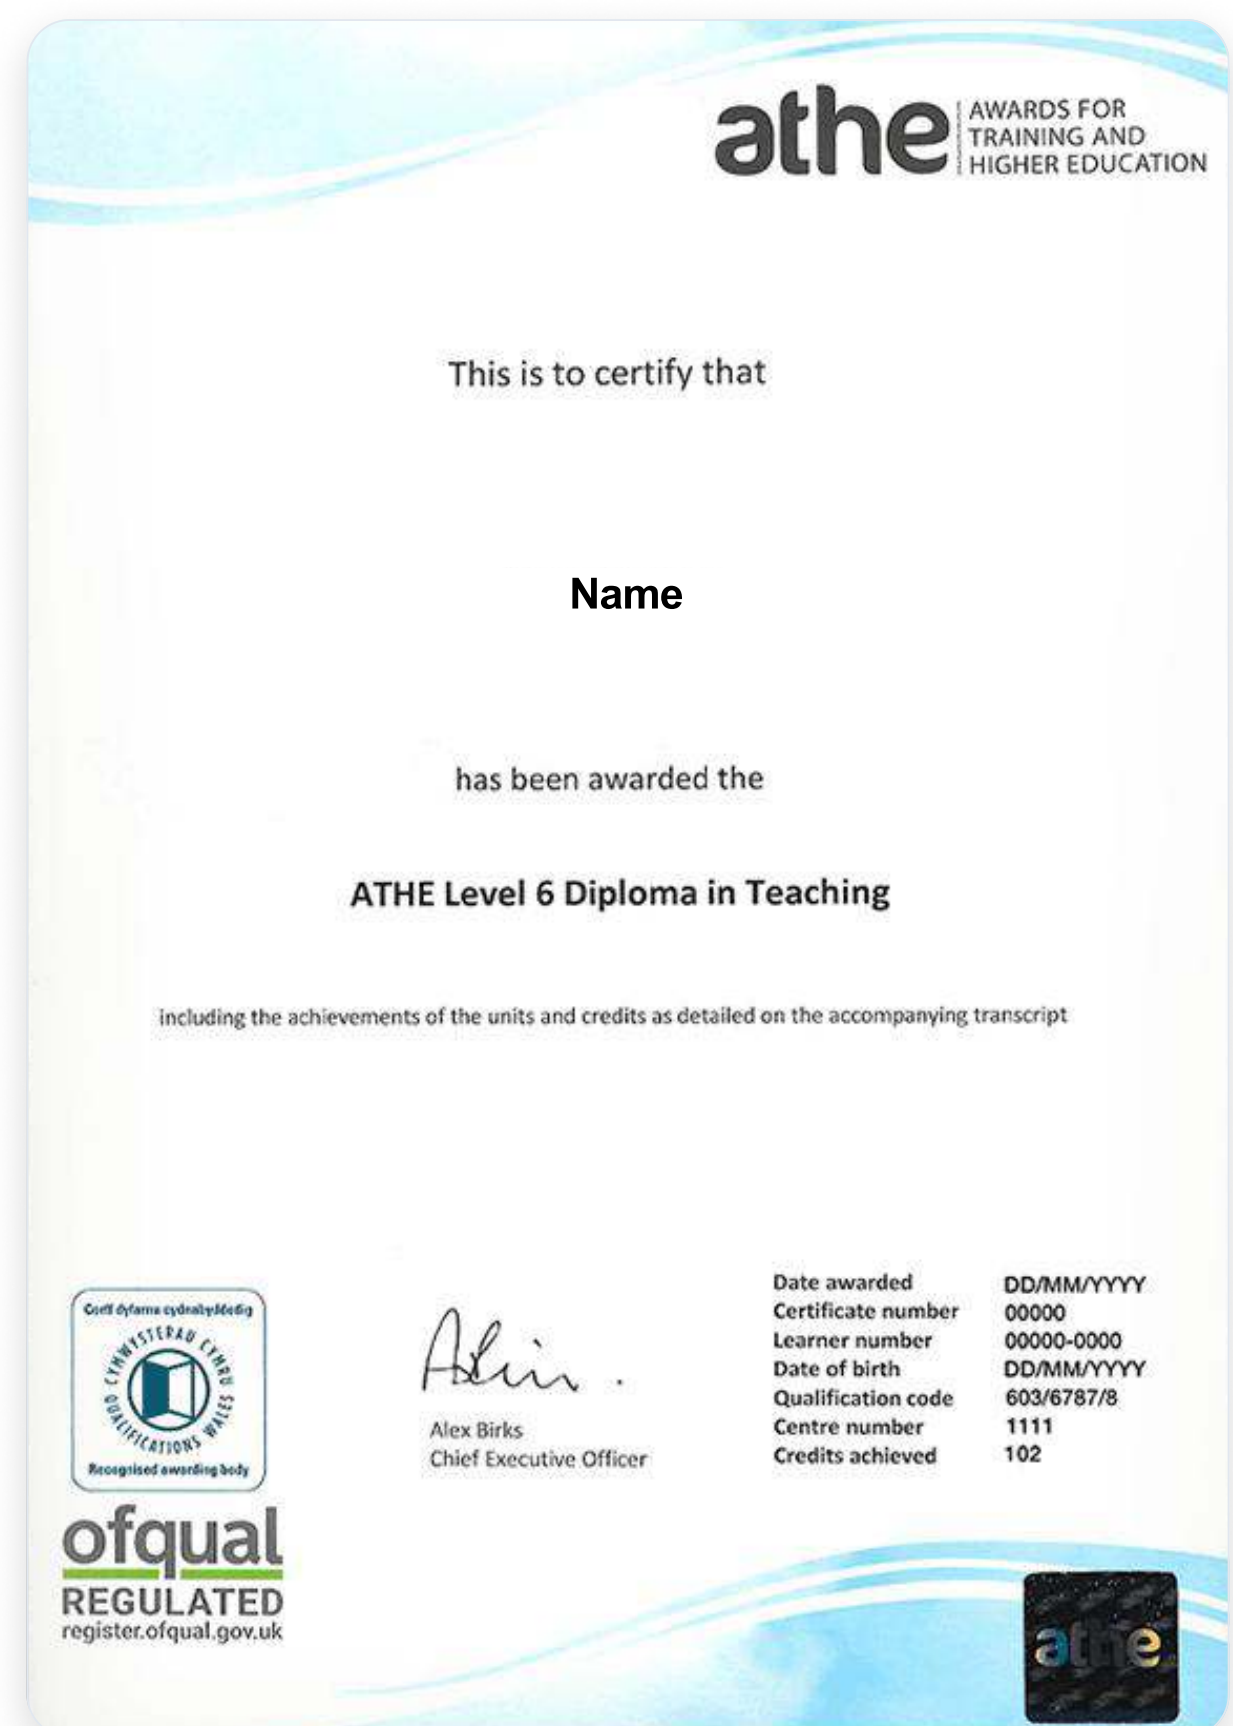 athe
AWARDS FOR
TRAINING AND
HIGHER EDUCATION
This is to certify that
Name
has been awarded the
ATHE Level 6 Diploma in Teaching
including the achievements of the units and credits as detailed on the accompanying transcript
Corff dyfarnu cydnabyddedig
CYMWYSTERAU CYMRU
QUALIFICATIONS WALES
Recognised awarding body
ofqual
REGULATED
register.ofqual.gov.uk
Alex Birks
Chief Executive Officer
Date awarded DD/MM/YYYY
Certificate number 00000
Learner number 00000-0000
Date of birth DD/MM/YYYY
Qualification code 603/6787/8
Centre number 1111
Credits achieved 102
athe